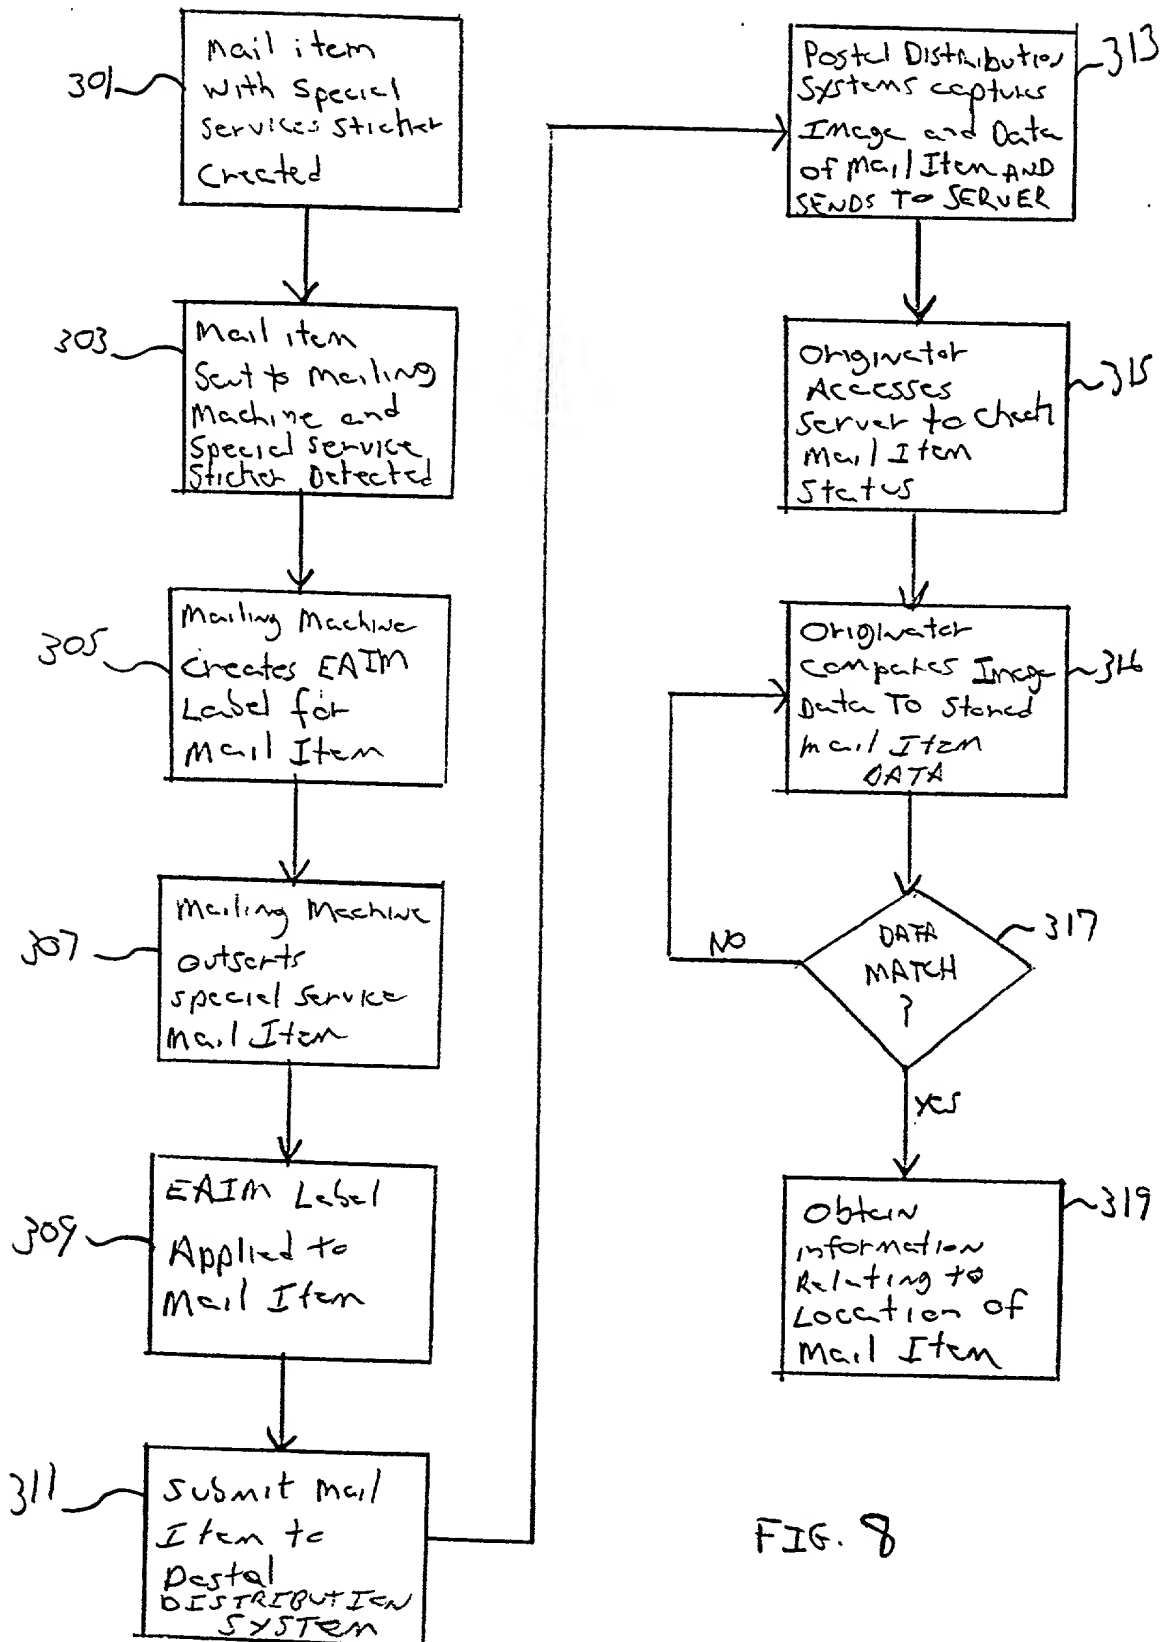 301
Mail item
with special
services sticker
created
303
Mail item
Sent to Mailing
Machine and
Special service
Sticker Detected
305
Mailing Machine
Creates EAIM
Label for
Mail Item
307
Mailing Machine
outsorts
special service
Mail Item
309
EAIM Label
Applied to
Mail Item
311
Submit Mail
Item to
Postal
DISTRIBUTION
SYSTEM
313
Postal Distribution
Systems captures
Image and Data
of Mail Item AND
SENDS TO SERVER
315
Originator
Accesses
Server to Check
Mail Item
Status
316
Originator
compares Image
Data To Stored
Mail Item
DATA
317
DATA
MATCH
?
NO
YES
319
Obtain
information
Relating to
Location of
Mail Item
FIG. 8